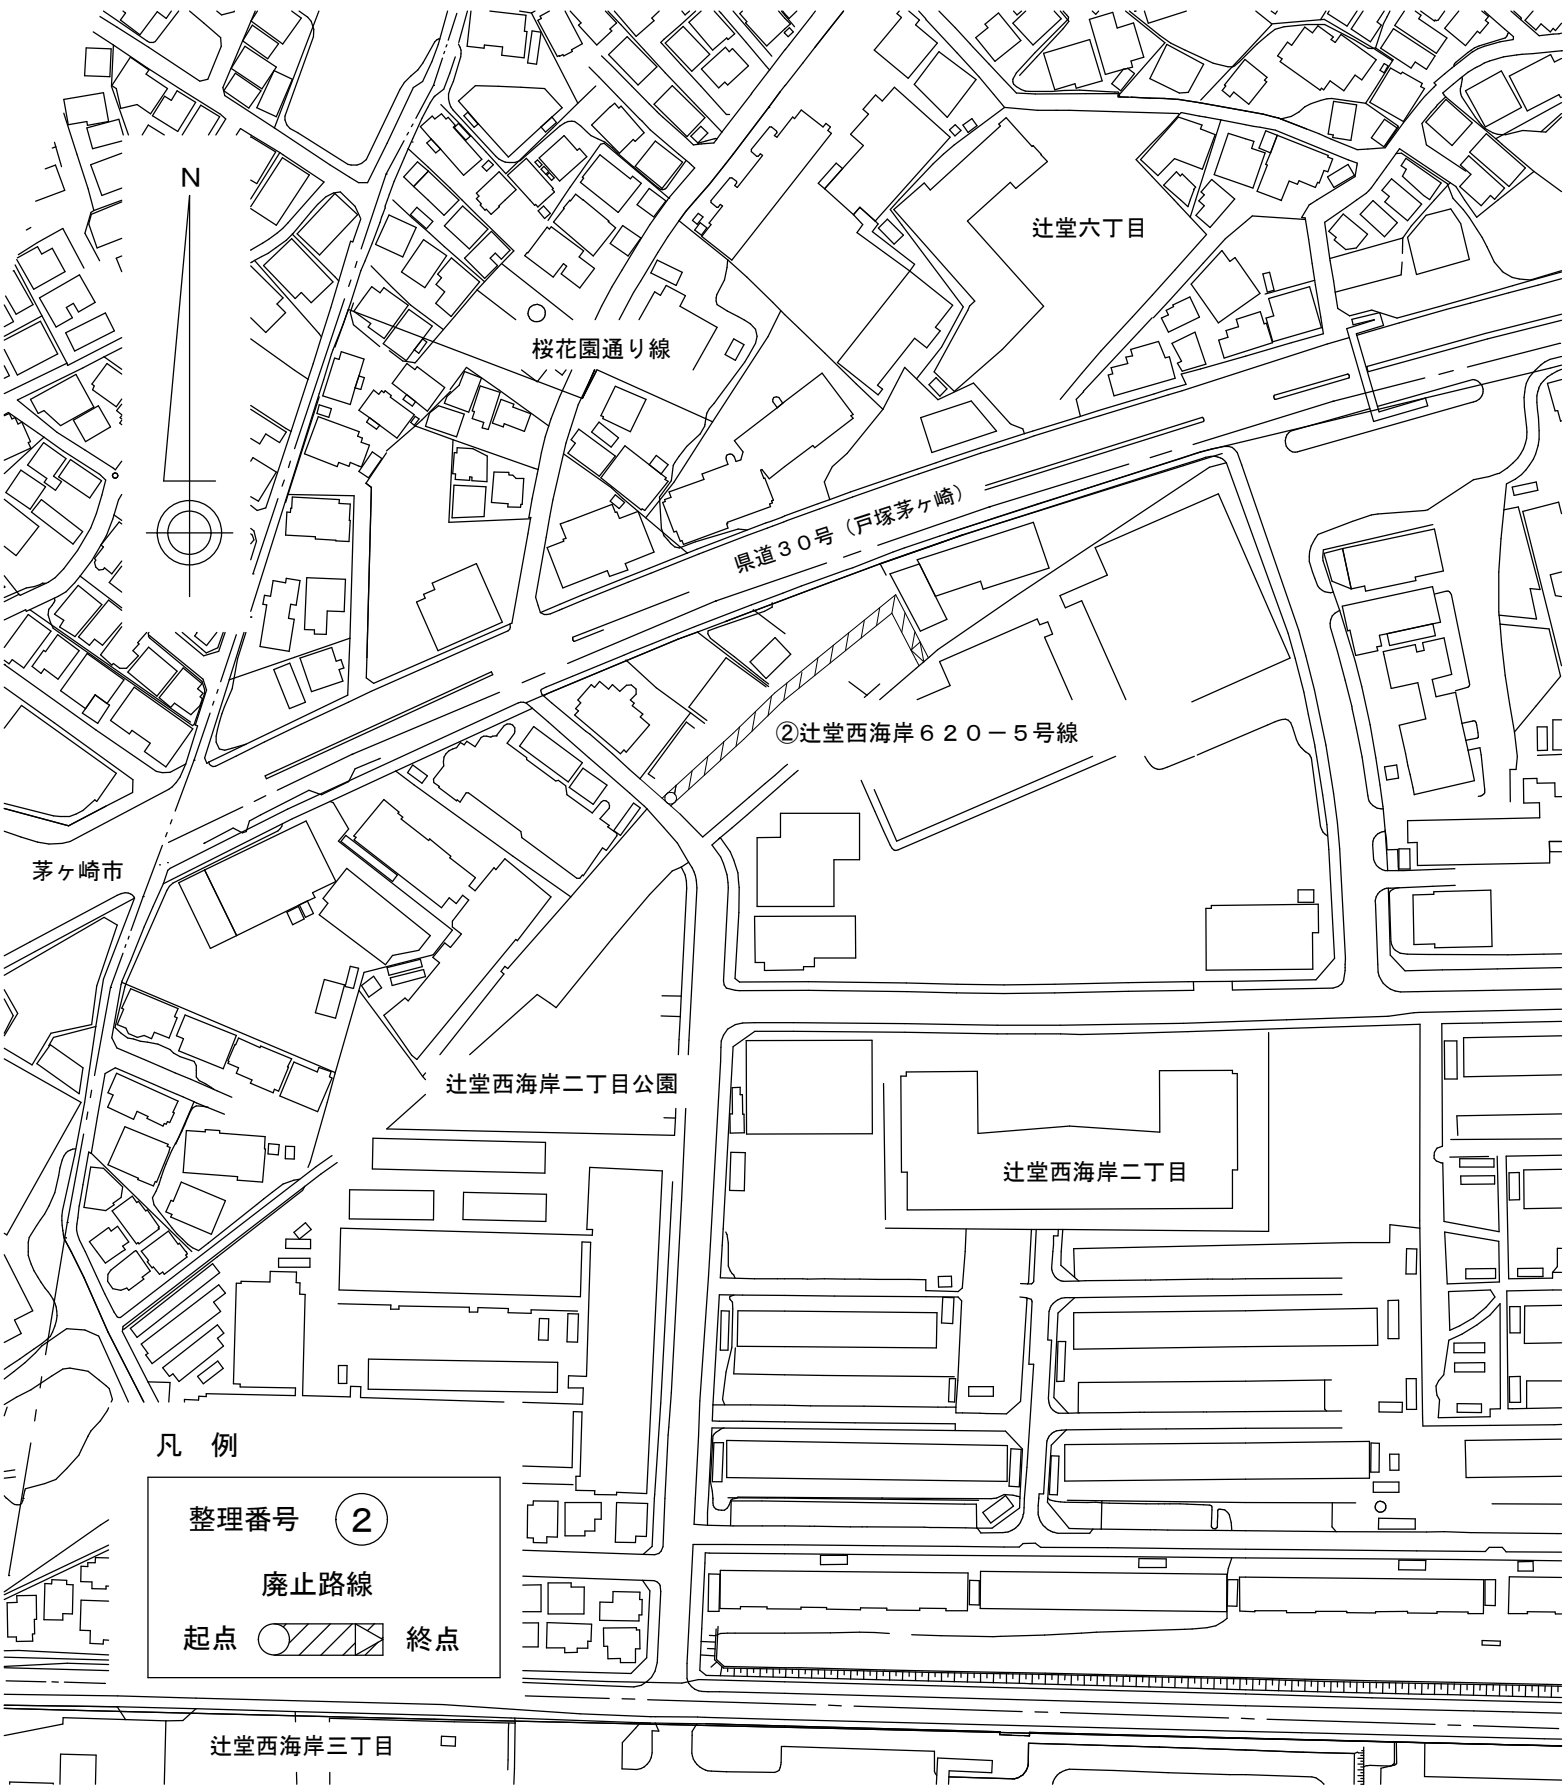 N
辻堂六丁目
桜花園通り線
県道30号（戸塚茅ヶ崎）
②辻堂西海岸620－5号線
茅ヶ崎市
辻堂西海岸二丁目公園
辻堂西海岸二丁目
凡　例
整理番号　②
廃止路線
起点　終点
辻堂西海岸三丁目